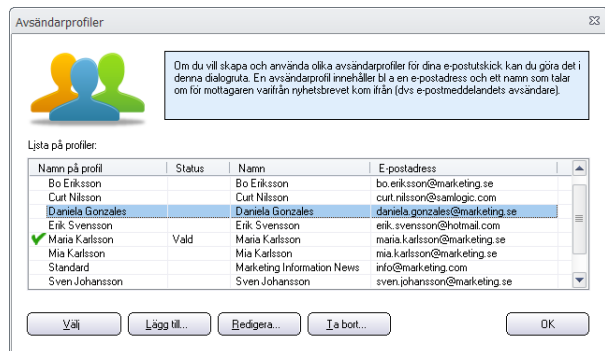 Avsändarprofiler
Om du vill skapa och använda olika avsändarprofiler för dina e-postutskick kan du göra det i
denna dialogruta. En avsändarprofil innehåller bl a en e-postadress och ett namn som talar
om för mottagaren varifrån nyhetsbrevet kom ifrån (dvs e-postmeddelandets avsändare).
Lista på profiler:
Namn på profil Status Namn E-postadress
Bo Eriksson Bo Eriksson bo.eriksson@marketing.se
Curt Nilsson Curt Nilsson curt.nilsson@samlogic.com
Daniela Gonzales Daniela Gonzales daniela.gonzales@marketing.se
Erik Svensson Erik Svensson erik.svensson@hotmail.com
Maria Karlsson Vald Maria Karlsson maria.karlsson@marketing.se
Mia Karlsson Mia Karlsson mia.karlsson@marketing.se
Standard Marketing Information News info@marketing.com
Sven Johansson Sven Johansson sven.johansson@marketing.se
Välj Lägg till... Redigera... Ta bort... OK